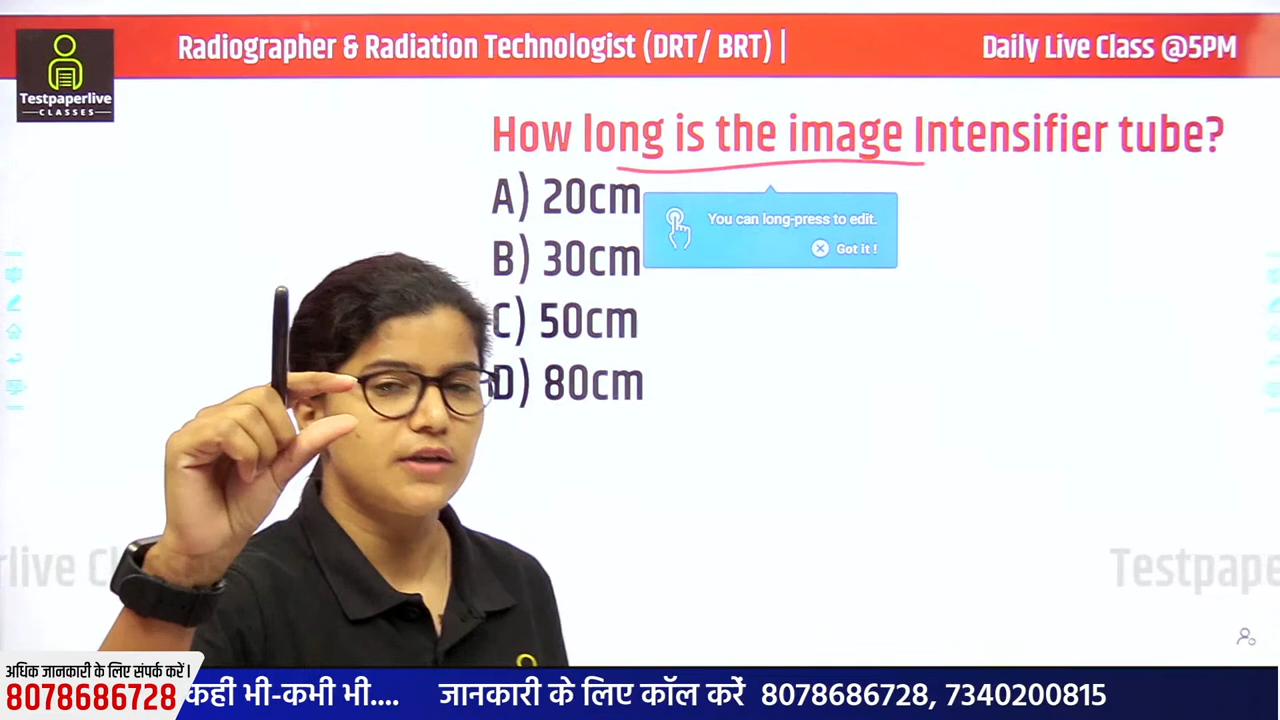 Radiographer & Radiation Technologist (DRT/ BRT) |
Daily Live Class @5PM
Testpaperlive
CLASSES
How long is the image Intensifier tube?
A) 20cm
You can long-press to edit.
Got it !
B) 30cm
C) 50cm
D) 80cm
rlive C
Testpape
अधिक जानकारी के लिए संपर्क करें ।
8078686728
कहीं भी-कभी भी.... जानकारी के लिए कॉल करें 8078686728, 7340200815